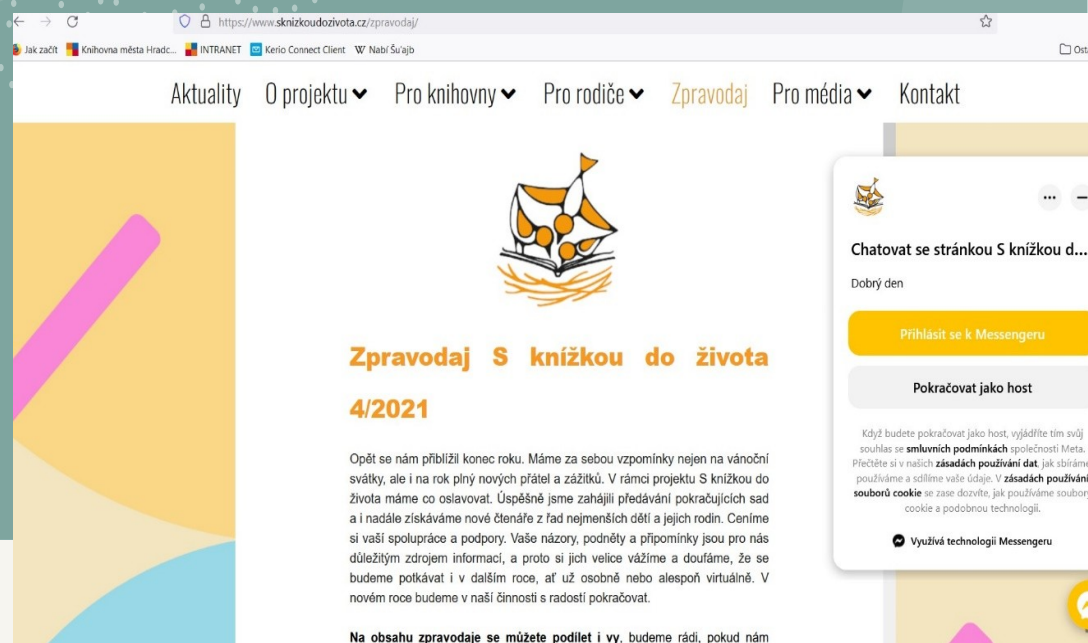 https://www.sknizkoudozivota.cz/zpravodaj/
Jak začít Knihovna města Hradc... INTRANET Kerio Connect Client W Nabí Šu'ajb
Aktuality O projektu Pro knihovny Pro rodiče Zpravodaj Pro média Kontakt
Zpravodaj S knížkou do života
4/2021
Opět se nám přiblížil konec roku. Máme za sebou vzpomínky nejen na vánoční
svátky, ale i na rok plný nových přátel a zážitků. V rámci projektu S knížkou do
života máme co oslavovat. Úspěšně jsme zahájili předávání pokračujících sad
a i nadále získáváme nové čtenáře z řad nejmenších dětí a jejich rodin. Ceníme
si vaší spolupráce a podpory. Vaše názory, podněty a připomínky jsou pro nás
důležitým zdrojem informací, a proto si jich velice vážíme a doufáme, že se
budeme potkávat i v dalším roce, ať už osobně nebo alespoň virtuálně. V
novém roce budeme v naší činnosti s radostí pokračovat.
Na obsahu zpravodaje se můžete podílet i vy, budeme rádi, pokud nám
Chatovat se stránkou S knížkou d...
Dobrý den
Přihlásit se k Messengeru
Pokračovat jako host
Když budete pokračovat jako host, vyjádříte tím svůj
souhlas se smluvních podmínkách společnosti Meta.
Přečtěte si v našich zásadách používání dat, jak sbíráme
používáme a sdílíme vaše údaje. V zásadách používání
souborů cookie se zase dozvíte, jak používáme soubory
cookie a podobnou technologii.
Využívá technologii Messengeru